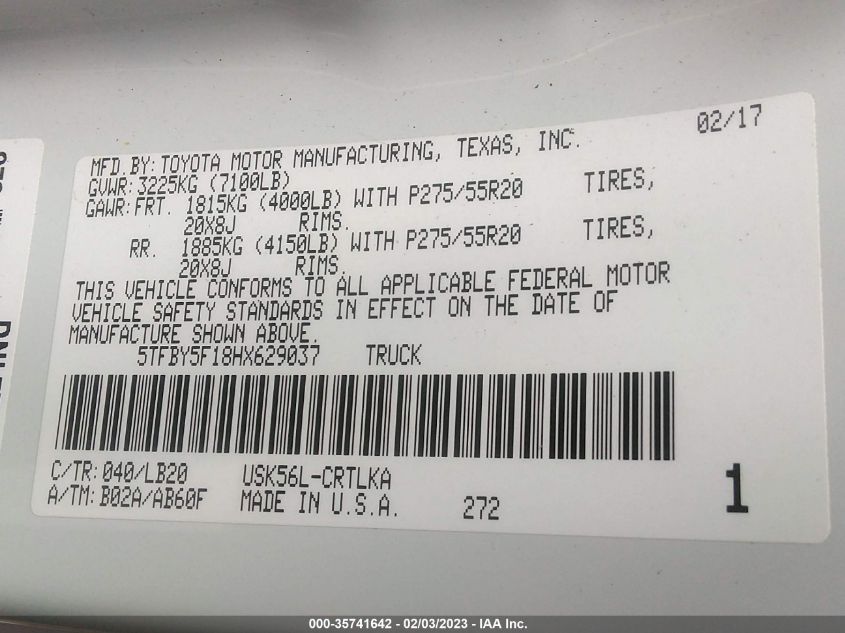 02/17
MFD.BY:TOYOTA MOTOR MANUFACTURING, TEXAS, INC.
GVWR:3225KG (7100LB)
GAWR:FRT. 1815KG (4000LB) WITH P275/55R20 TIRES,
20X8J RIMS.
RR. 1885KG (4150LB) WITH P275/55R20 TIRES,
20X8J RIMS.
THIS VEHICLE CONFORMS TO ALL APPLICABLE FEDERAL MOTOR
VEHICLE SAFETY STANDARDS IN EFFECT ON THE DATE OF
MANUFACTURE SHOWN ABOVE.
5TFBY5F18HX629037 TRUCK
C/TR:040/LB20 USK56L-CRTLKA
A/TM:B02A/AB60F MADE IN U.S.A. 272
1
000-35741642 - 02/03/2023 - IAA Inc.